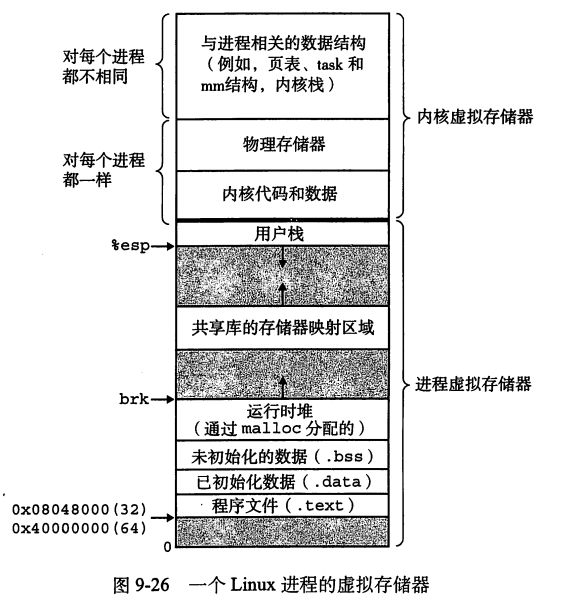 对每个进程
都不相同
与进程相关的数据结构
（例如，页表、task 和
mm结构，内核栈）
内核虚拟存储器
对每个进程
都一样
物理存储器
内核代码和数据
用户栈
%esp
共享库的存储器映射区域
进程虚拟存储器
brk
运行时堆
（通过 malloc 分配的）
未初始化的数据（.bss）
已初始化数据（.data）
程序文件（.text）
0x08048000(32)
0x40000000(64)
0
图 9-26 一个 Linux 进程的虚拟存储器